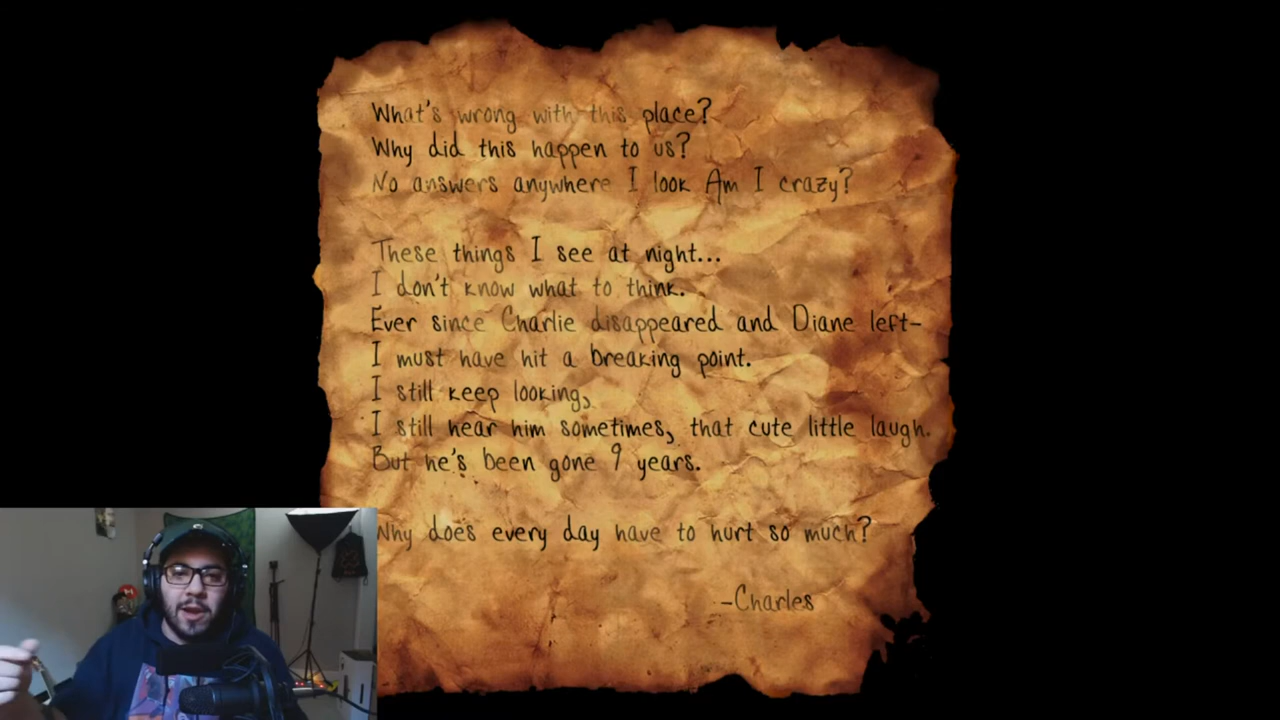 What's wrong with this place?
Why did this happen to us?
No answers anywhere I look Am I crazy?
These things I see at night...
I don't know what to think.
Ever since Charlie disappeared and Diane left-
I must have hit a breaking point.
I still keep looking,
I still hear him sometimes, that cute little laugh.
But he's been gone 9 years.
Why does every day have to hurt so much?
-Charles